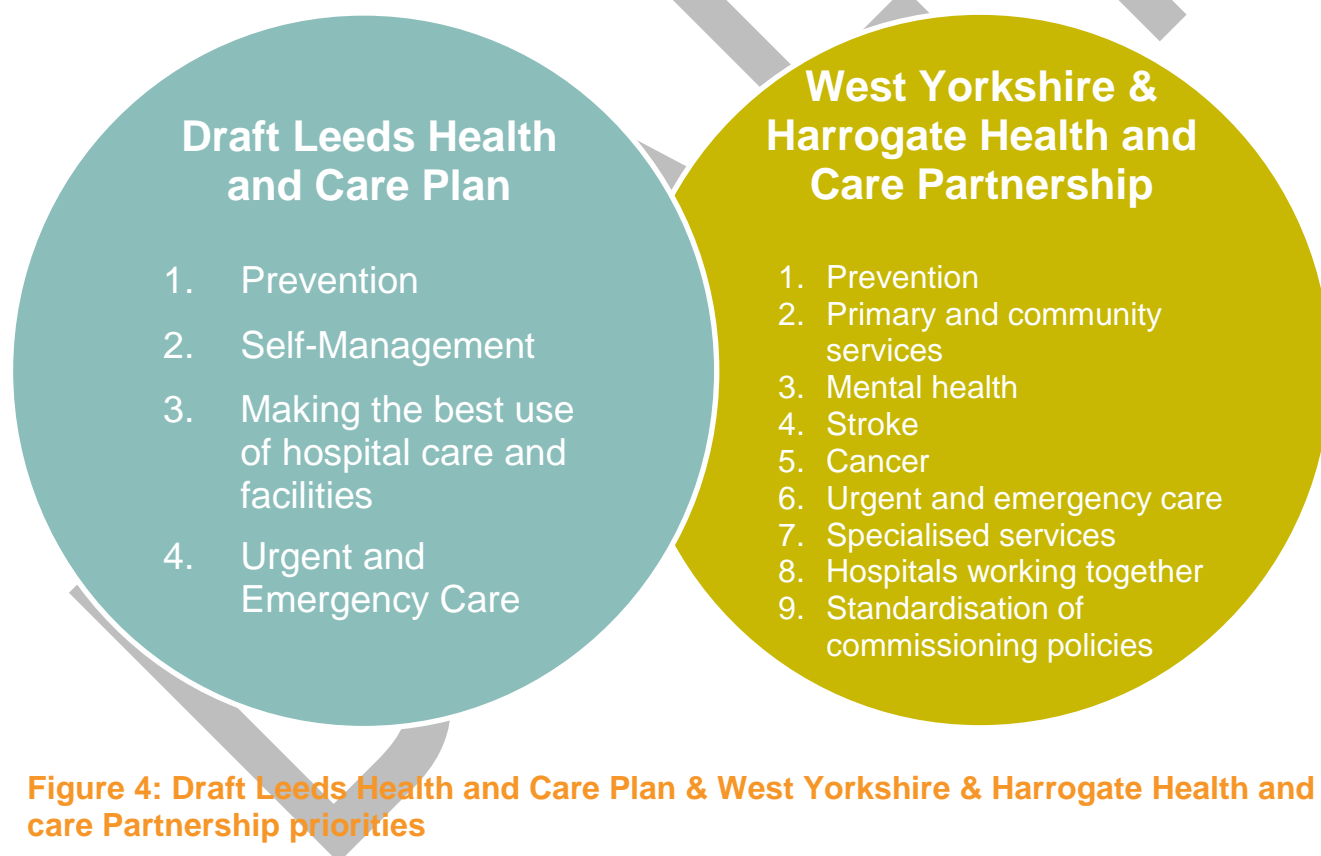 Draft Leeds Health
and Care Plan
1. Prevention
2. Self-Management
3. Making the best use
of hospital care and
facilities
4. Urgent and
Emergency Care
West Yorkshire &
Harrogate Health and
Care Partnership
1. Prevention
2. Primary and community
services
3. Mental health
4. Stroke
5. Cancer
6. Urgent and emergency care
7. Specialised services
8. Hospitals working together
9. Standardisation of
commissioning policies
Figure 4: Draft Leeds Health and Care Plan & West Yorkshire & Harrogate Health and
care Partnership priorities